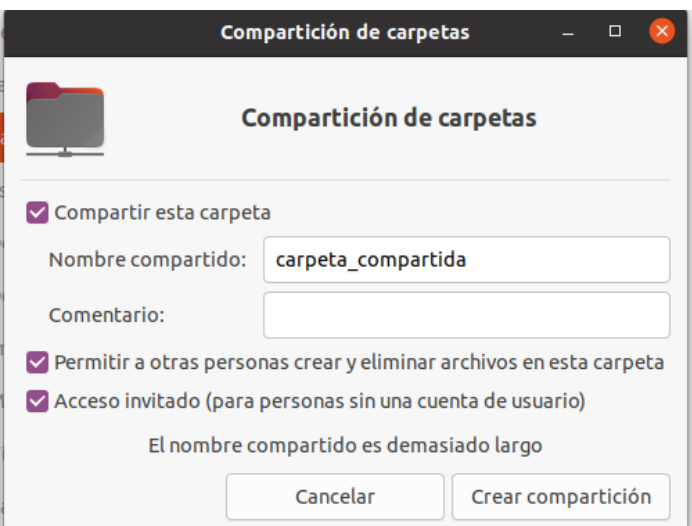 Compartición de carpetas
Compartición de carpetas
Compartir esta carpeta
Nombre compartido: carpeta_compartida
Comentario:
Permitir a otras personas crear y eliminar archivos en esta carpeta
Acceso invitado (para personas sin una cuenta de usuario)
El nombre compartido es demasiado largo
Cancelar Crear compartición